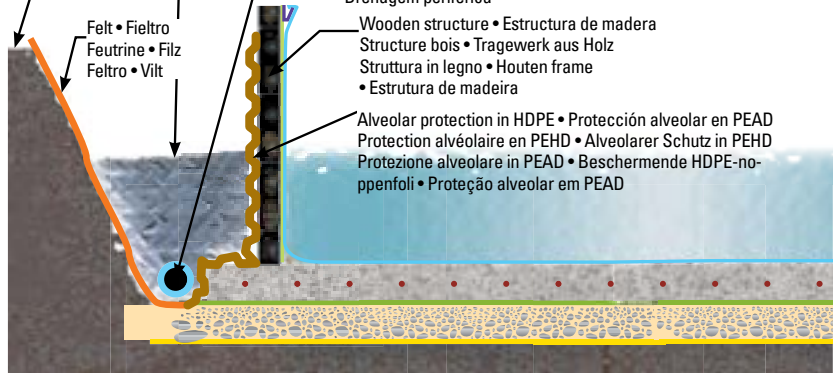 Drenagem periférica
Felt • Fieltro
Feutrine • Filz
Feltro • Vilt
Wooden structure • Estructura de madera
Structure bois • Tragewerk aus Holz
Struttura in legno • Houten frame
• Estrutura de madeira
Alveolar protection in HDPE • Protección alveolar en PEAD
Protection alvéolaire en PEHD • Alveolarer Schutz in PEHD
Protezione alveolare in PEAD • Beschermende HDPE-no-
ppenfoli • Proteção alveolar em PEAD